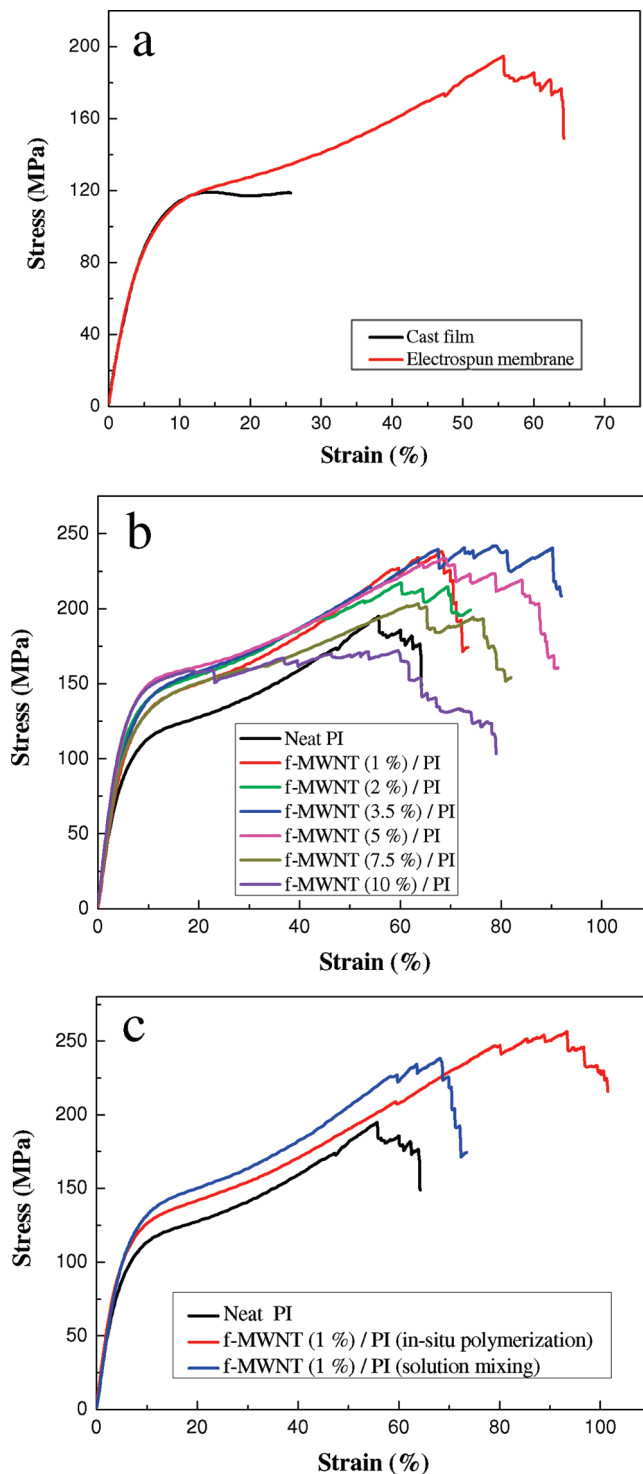 a
200
160
120
80
40
0
Stress (MPa)
Cast film
Electrospun membrane
0 10 20 30 40 50 60 70
Strain (%)
b
250
200
150
100
50
0
Stress (MPa)
Neat PI
f-MWNT (1 %) / PI
f-MWNT (2 %) / PI
f-MWNT (3.5 %) / PI
f-MWNT (5 %) / PI
f-MWNT (7.5 %) / PI
f-MWNT (10 %) / PI
0 20 40 60 80 100
Strain (%)
c
250
200
150
100
50
0
Stress (MPa)
Neat PI
f-MWNT (1 %) / PI (in-situ polymerization)
f-MWNT (1 %) / PI (solution mixing)
0 20 40 60 80 100
Strain (%)